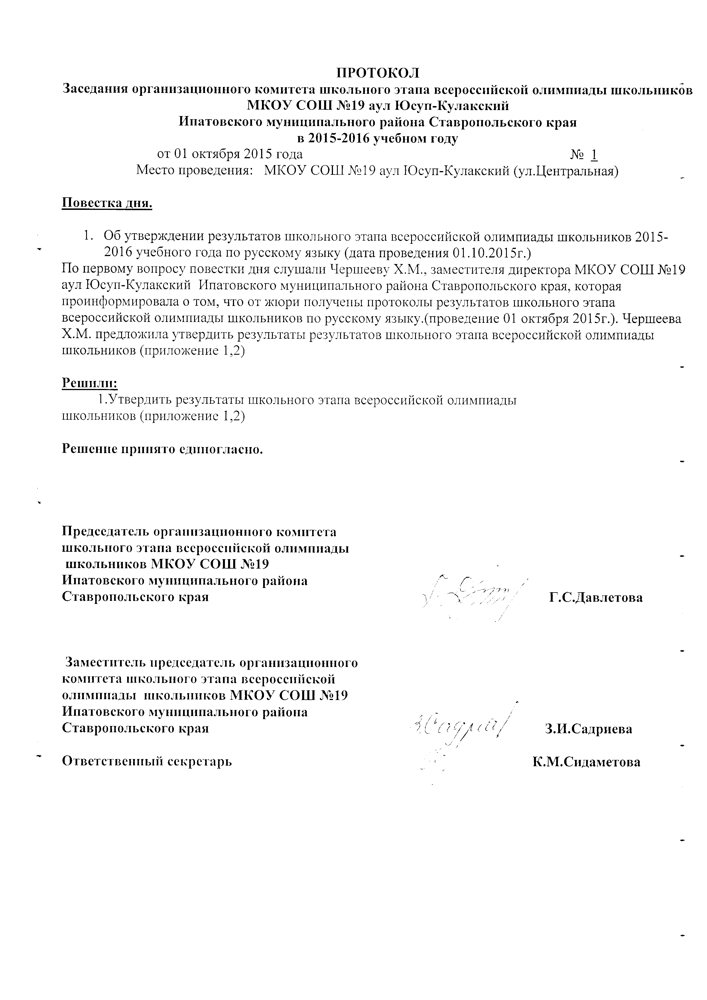 ПРОТОКОЛ
Заседания организационного комитета школьного этапа всероссийской олимпиады школьников
МКОУ СОШ №19 аул Юсуп-Кулакский
Ипатовского муниципального района Ставропольского края
в 2015-2016 учебном году
от 01 октября 2015 года № 1
Место проведения: МКОУ СОШ №19 аул Юсуп-Кулакский (ул.Центральная)
Повестка дня.
1. Об утверждении результатов школьного этапа всероссийской олимпиады школьников 2015-
2016 учебного года по русскому языку (дата проведения 01.10.2015г.)
По первому вопросу повестки дня слушали Чершееву Х.М., заместителя директора МКОУ СОШ №19
аул Юсуп-Кулакский Ипатовского муниципального района Ставропольского края, которая
проинформировала о том, что от жюри получены протоколы результатов школьного этапа
всероссийской олимпиады школьников по русскому языку.(проведение 01 октября 2015г.). Чершеева
Х.М. предложила утвердить результаты результатов школьного этапа всероссийской олимпиады
школьников (приложение 1,2)
Решили:
1.Утвердить результаты школьного этапа всероссийской олимпиады
школьников (приложение 1,2)
Решение принято единогласно.
Председатель организационного комитета
школьного этапа всероссийской олимпиады
школьников МКОУ СОШ №19
Ипатовского муниципального района
Ставропольского края Г.С.Давлетова
Заместитель председатель организационного
комитета школьного этапа всероссийской
олимпиады школьников МКОУ СОШ №19
Ипатовского муниципального района
Ставропольского края З.И.Садриева
Ответственный секретарь К.М.Сидаметова